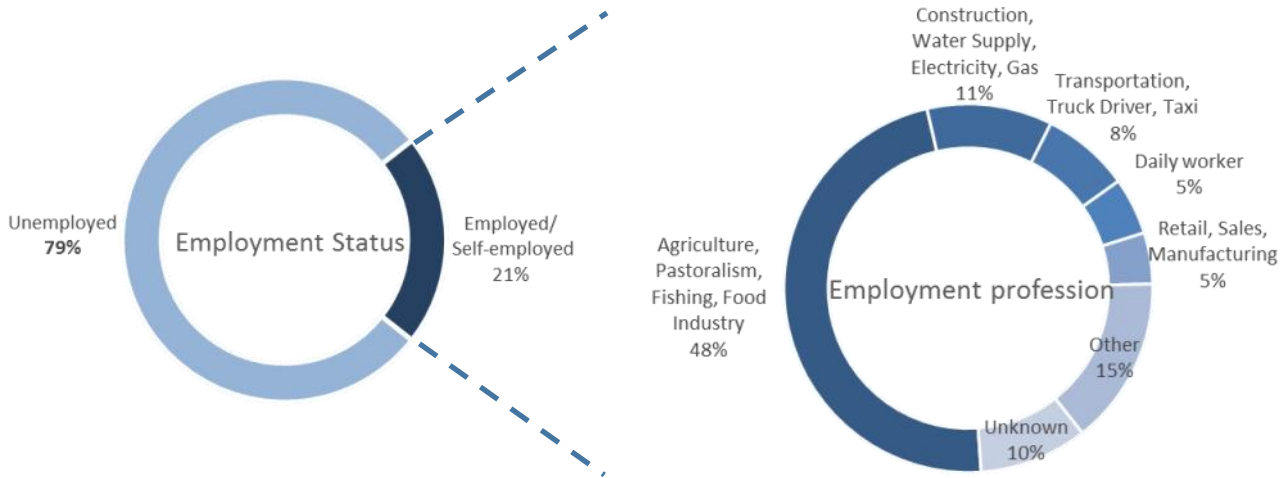 Unemployed
79%
Employment Status
Employed/
Self-employed
21%
Construction,
Water Supply,
Electricity, Gas
11%
Transportation,
Truck Driver, Taxi
8%
Daily worker
5%
Retail, Sales,
Manufacturing
5%
Agriculture,
Pastoralism,
Fishing, Food
Industry
48%
Employment profession
Other
15%
Unknown
10%